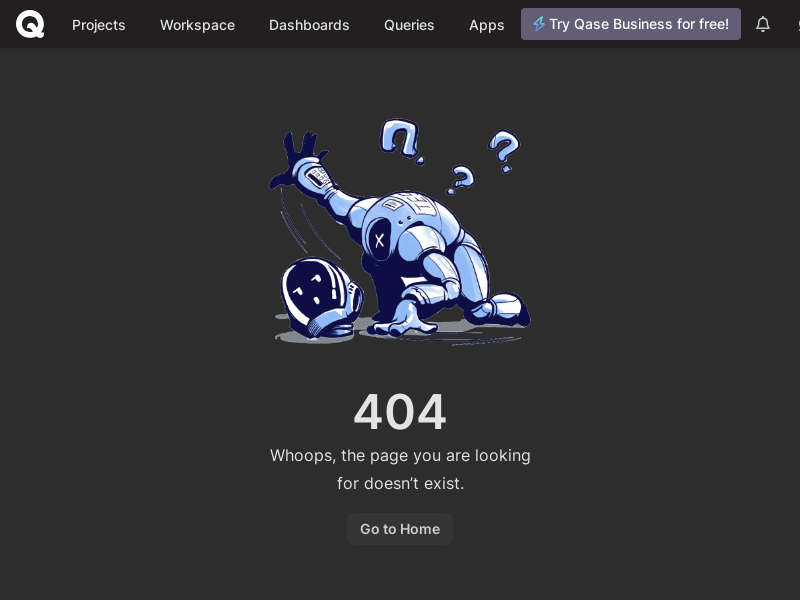 Projects Workspace Dashboards Queries Apps Try Qase Business for free!
404
Whoops, the page you are looking
for doesn’t exist.
Go to Home